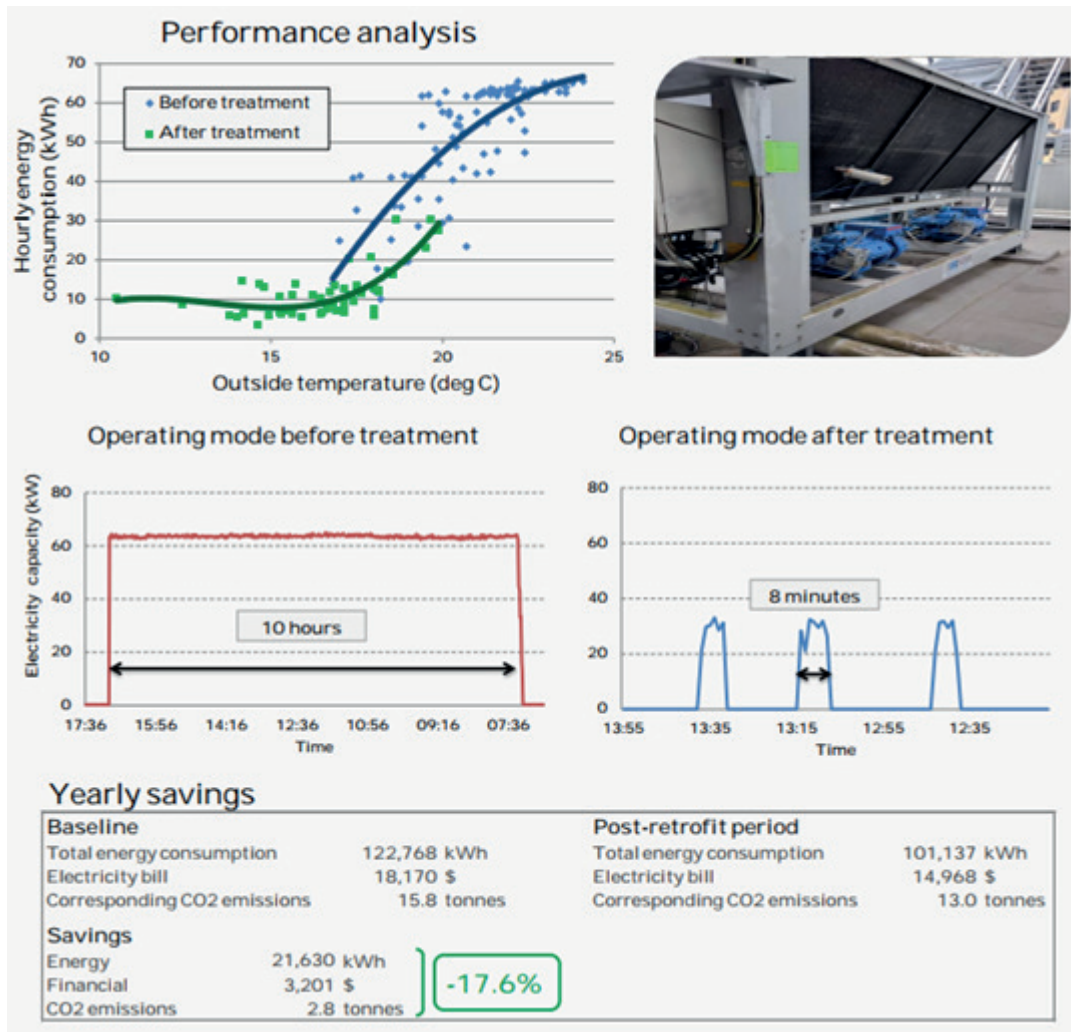 Performance analysis
Hourly energy
consumption (kWh)
70
60
50
40
30
20
10
0
Before treatment
After treatment
10 15 20 25
Outside temperature (deg C)
Operating mode before treatment
Electricity capacity (kW)
80
60
40
20
0
10 hours
17:36 15:56 14:16 12:36 10:56 09:16 07:36
Time
Operating mode after treatment
80
60
40
20
0
8 minutes
13:55 13:35 13:15 12:55 12:35
Time
Yearly savings
Baseline
Total energy consumption 122,768 kWh
Electricity bill 18,170 $
Corresponding CO2 emissions 15.8 tonnes
Post-retrofit period
Total energy consumption 101,137 kWh
Electricity bill 14,968 $
Corresponding CO2 emissions 13.0 tonnes
Savings
Energy 21,630 kWh
Financial 3,201 $
CO2 emissions 2.8 tonnes
-17.6%